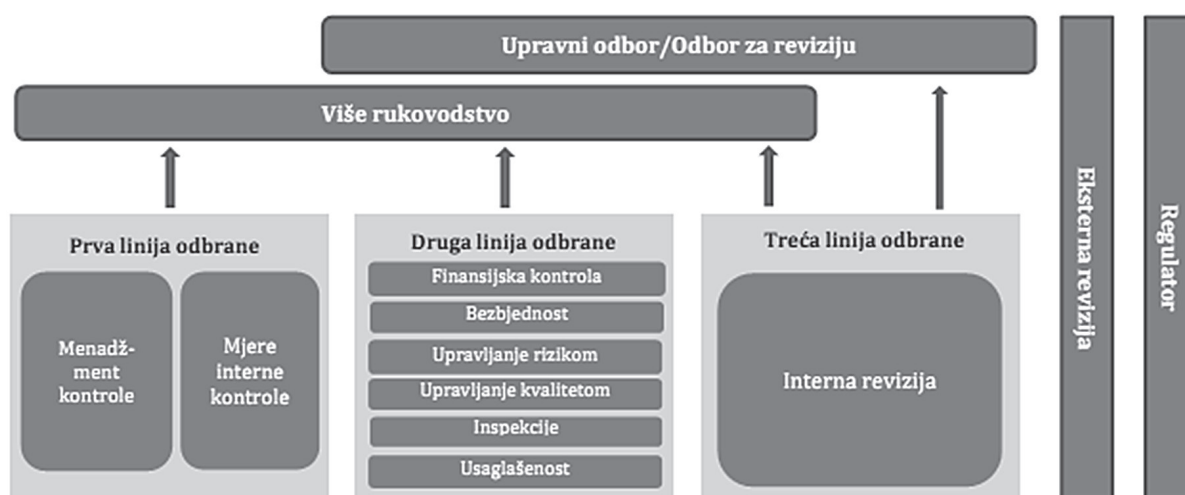 Upravni odbor/Odbor za reviziju
Više rukovodstvo
Prva linija odbrane
Menadž-
ment
kontrole
Mjere
interne
kontrole
Druga linija odbrane
Finansijska kontrola
Bezbjednost
Upravljanje rizikom
Upravljanje kvalitetom
Inspekcije
Usaglašenost
Treća linija odbrane
Interna revizija
Eksterna revizija
Regulator